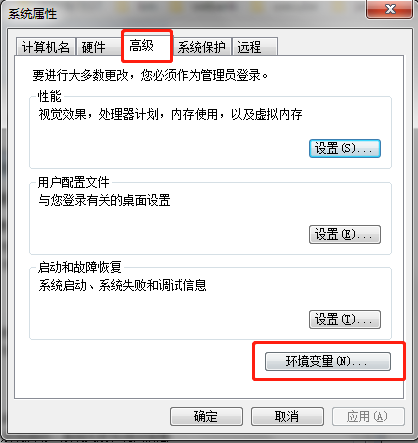 系统属性
计算机名 硬件 高级 系统保护 远程
要进行大多数更改，您必须作为管理员登录。
性能
视觉效果，处理器计划，内存使用，以及虚拟内存
设置(S)...
用户配置文件
与您登录有关的桌面设置
设置(E)...
启动和故障恢复
系统启动、系统失败和调试信息
设置(T)...
环境变量(N)...
确定 取消 应用(A)